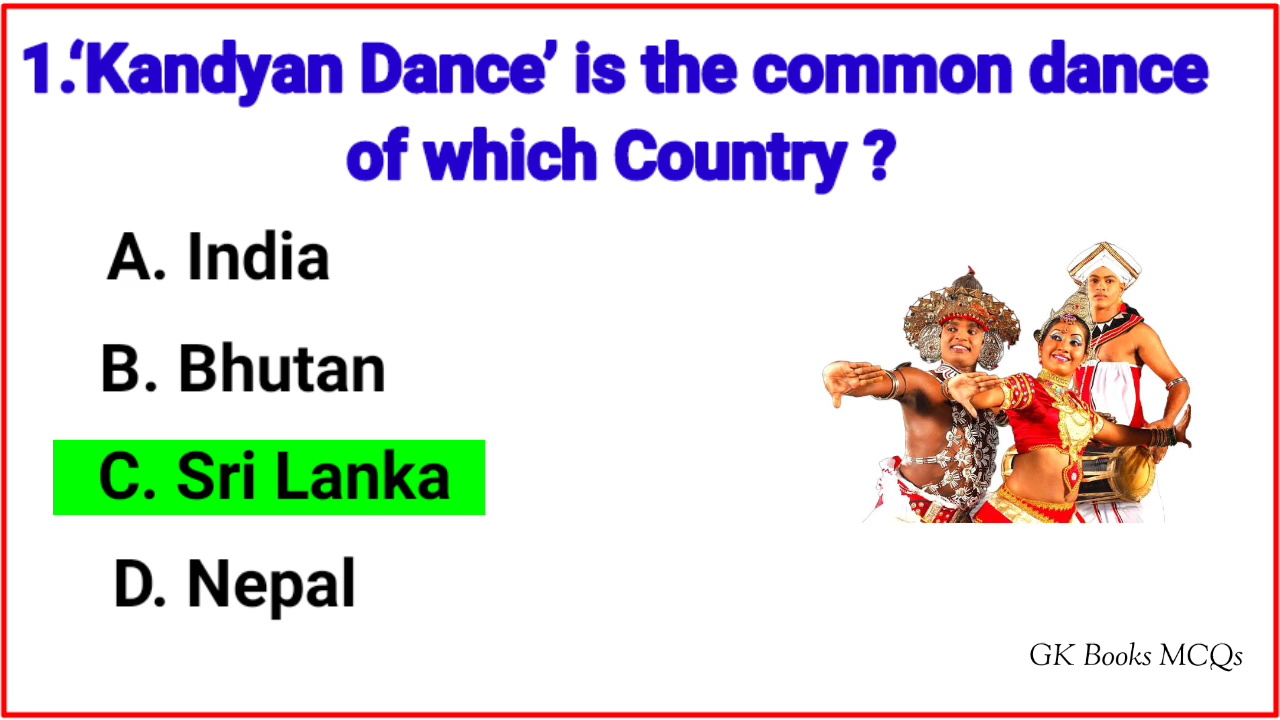 1.‘Kandyan Dance’ is the common dance
of which Country ?
A. India
B. Bhutan
C. Sri Lanka
D. Nepal
GK Books MCQs